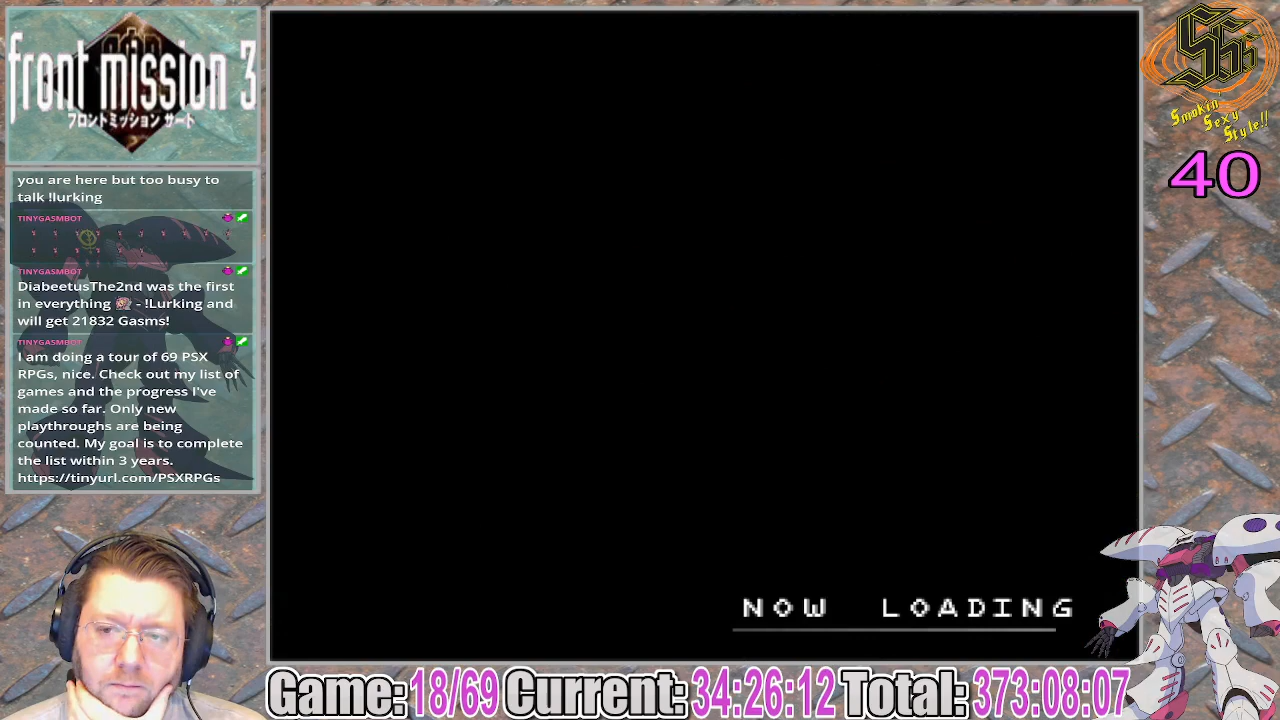 front mission 3
フロントミッション サード
you are here but too busy to
talk !lurking
TINYGASMBOT
TINYGASMBOT
DiabeetusThe2nd was the first
in everything - !Lurking and
will get 21832 Gasms!
TINYGASMBOT
I am doing a tour of 69 PSX
RPGs, nice. Check out my list of
games and the progress I've
made so far. Only new
playthroughs are being
counted. My goal is to complete
the list within 3 years.
https://tinyurl.com/PSXRPGs
Smokin
Sexy
Style!!
40
NOW LOADING
Game:18/69 Current:34:26:12 Total:373:08:07